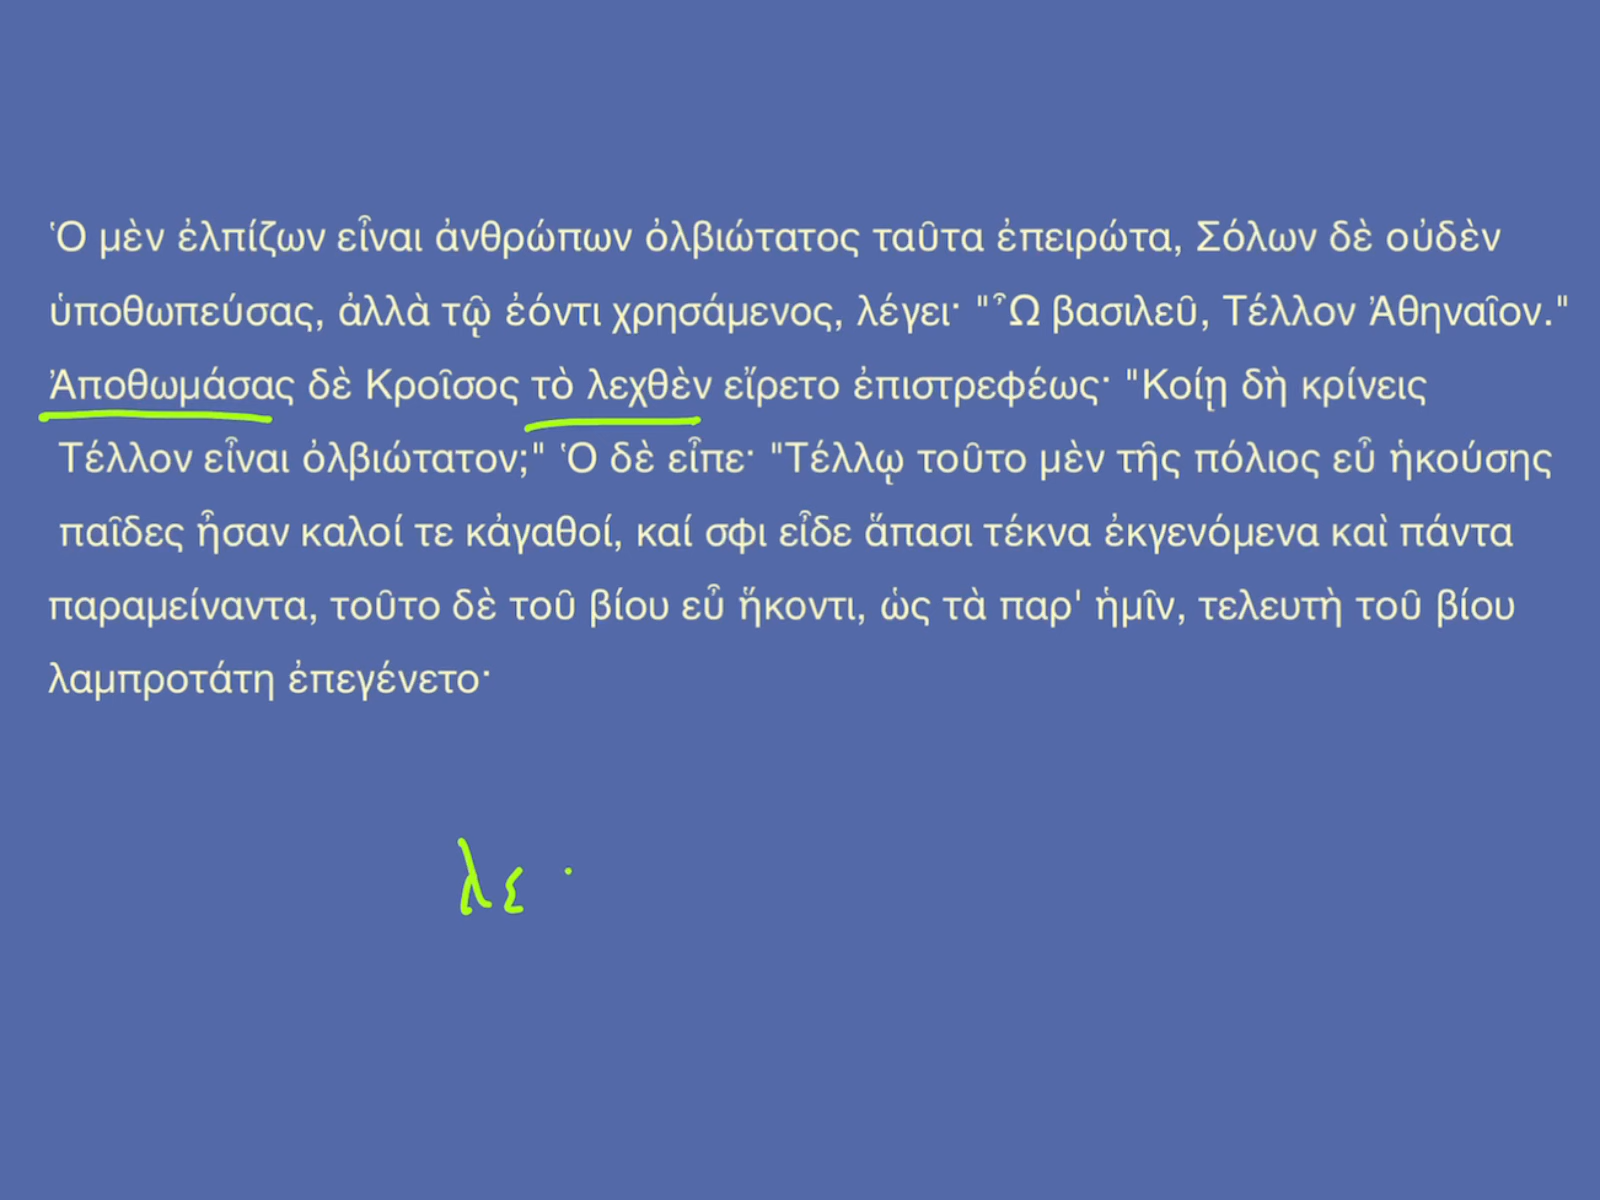 Ὁ μὲν ἐλπίζων εἶναι ἀνθρώπων ὀλβιώτατος ταῦτα ἐπειρώτα, Σόλων δὲ οὐδὲν
ὑποθωπεύσας, ἀλλὰ τῷ ἐόντι χρησάμενος, λέγει· "Ὦ βασιλεῦ, Τέλλον Ἀθηναῖον."
Ἀποθωμάσας δὲ Κροῖσος τὸ λεχθὲν εἴρετο ἐπιστρεφέως· "Κοίῃ δὴ κρίνεις
Τέλλον εἶναι ὀλβιώτατον;" Ὁ δὲ εἶπε· "Τέλλῳ τοῦτο μὲν τῆς πόλιος εὖ ἡκούσης
παῖδες ἦσαν καλοί τε κἀγαθοί, καί σφι εἶδε ἅπασι τέκνα ἐκγενόμενα καὶ πάντα
παραμείναντα, τοῦτο δὲ τοῦ βίου εὖ ἥκοντι, ὡς τὰ παρ' ἡμῖν, τελευτὴ τοῦ βίου
λαμπροτάτη ἐπεγένετο·
λε ·